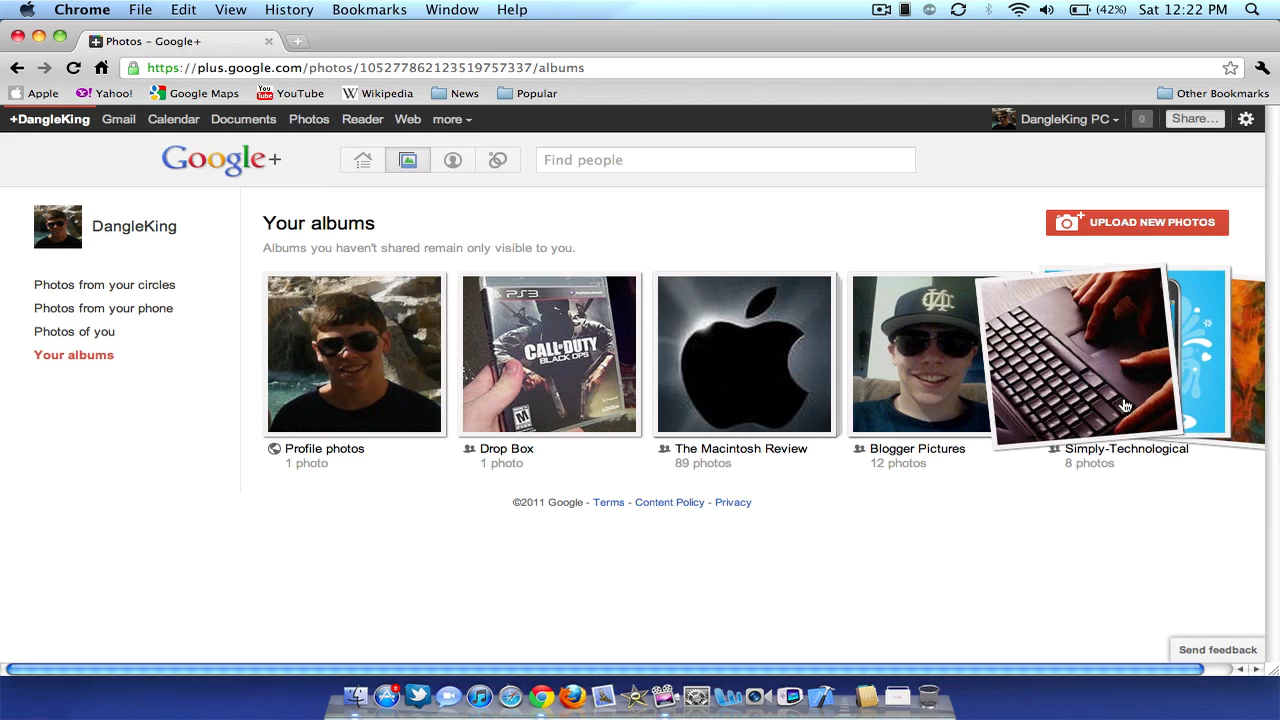 Chrome File Edit View History Bookmarks Window Help (42%) Sat 12:22 PM
Photos – Google+
https://plus.google.com/photos/105277862123519757337/albums
Apple Yahoo! Google Maps YouTube Wikipedia News Popular Other Bookmarks
+DangleKing Gmail Calendar Documents Photos Reader Web more DangleKing PC 0 Share...
Google+ Find people
DangleKing
Photos from your circles
Photos from your phone
Photos of you
Your albums
Your albums
UPLOAD NEW PHOTOS
Albums you haven't shared remain only visible to you.
PS3
CALL OF DUTY
BLACK OPS
M
Profile photos
1 photo
Drop Box
1 photo
The Macintosh Review
89 photos
Blogger Pictures
12 photos
Simply-Technological
8 photos
©2011 Google - Terms - Content Policy - Privacy
Send feedback